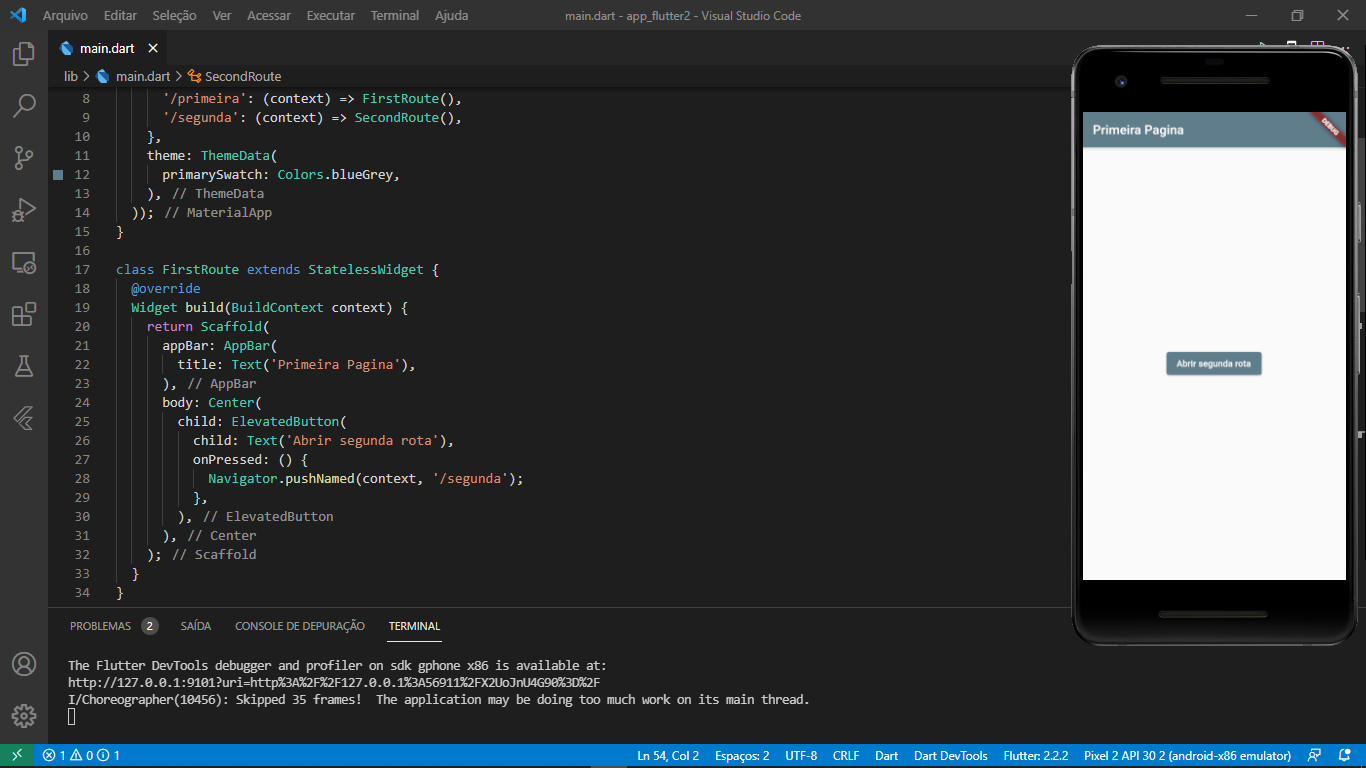 Arquivo Editar Seleção Ver Acessar Executar Terminal Ajuda main.dart - app_flutter2 - Visual Studio Code
main.dart
lib > main.dart > SecondRoute
8 '/primeira': (context) => FirstRoute(),
9 '/segunda': (context) => SecondRoute(),
10 },
11 theme: ThemeData(
12 primarySwatch: Colors.blueGrey,
13 ), // ThemeData
14 )); // MaterialApp
15 }
16
17 class FirstRoute extends StatelessWidget {
18 @override
19 Widget build(BuildContext context) {
20 return Scaffold(
21 appBar: AppBar(
22 title: Text('Primeira Pagina'),
23 ), // AppBar
24 body: Center(
25 child: ElevatedButton(
26 child: Text('Abrir segunda rota'),
27 onPressed: () {
28 Navigator.pushNamed(context, '/segunda');
29 },
30 ), // ElevatedButton
31 ), // Center
32 ); // Scaffold
33 }
34 }
Primeira Pagina
DEBUG
Abrir segunda rota
PROBLEMAS 2 SAÍDA CONSOLE DE DEPURAÇÃO TERMINAL
The Flutter DevTools debugger and profiler on sdk gphone x86 is available at:
http://127.0.0.1:9101?uri=http%3A%2F%2F127.0.0.1%3A56911%2FX2UoJnU4G90%3D%2F
I/Choreographer(10456): Skipped 35 frames!  The application may be doing too much work on its main thread.
1 0 1 Ln 54, Col 2 Espaços: 2 UTF-8 CRLF Dart Dart DevTools Flutter: 2.2.2 Pixel 2 API 30 2 (android-x86 emulator)